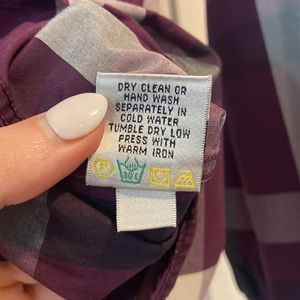 DRY CLEAN OR
HAND WASH
SEPARATELY IN
COLD WATER
TUMBLE DRY LOW
PRESS WITH
WARM IRON
30°C